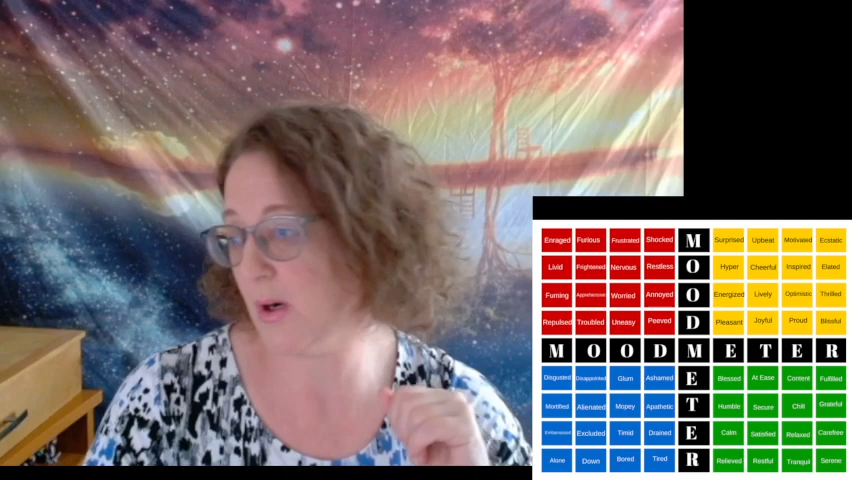 Enraged Furious Frustrated Shocked M Surprised Upbeat Motivated Ecstatic
Livid Frightened Nervous Restless O Hyper Cheerful Inspired Elated
Fuming Apprehensive Worried Annoyed O Energized Lively Optimistic Thrilled
Repulsed Troubled Uneasy Peeved D Pleasant Joyful Proud Blissful
M O O D M E T E R
Disgusted Disappointed Glum Ashamed E Blessed At Ease Content Fulfilled
Mortified Alienated Mopey Apathetic T Humble Secure Chill Grateful
Embarrassed Excluded Timid Drained E Calm Satisfied Relaxed Carefree
Alone Down Bored Tired R Relieved Restful Tranquil Serene